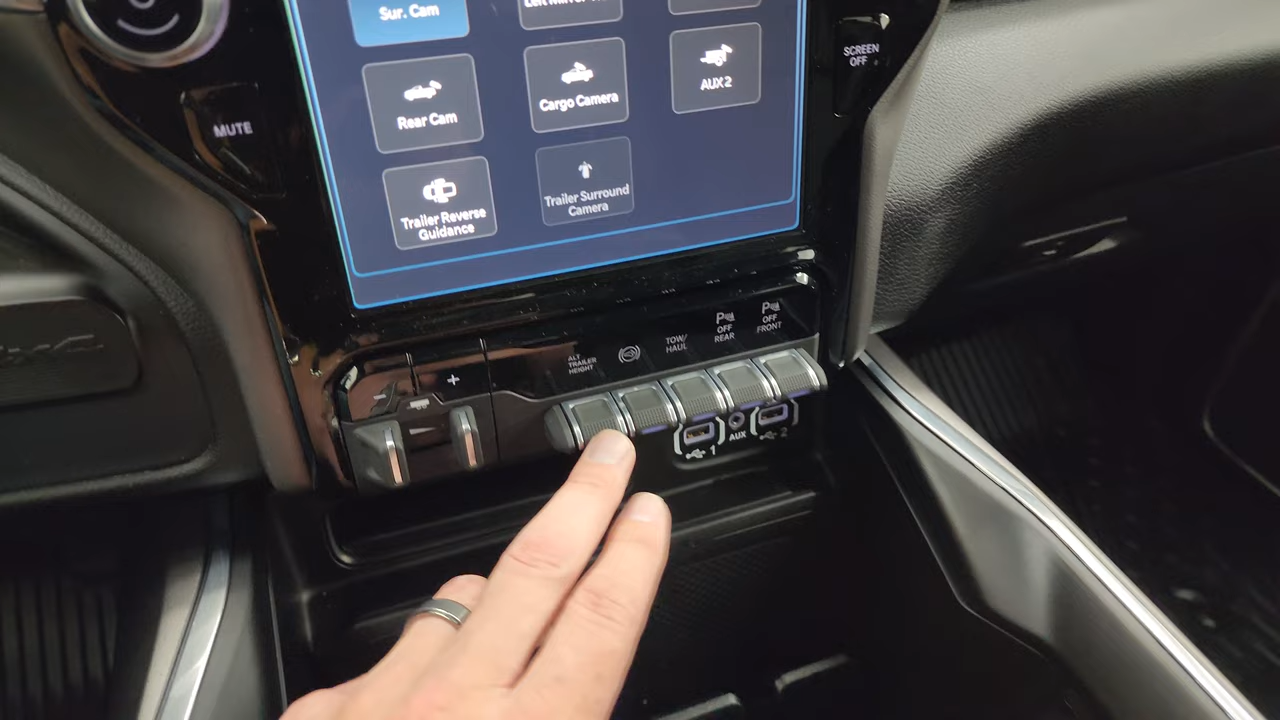 Sur. Cam
Rear Cam
Cargo Camera
AUX 2
Trailer Reverse
Guidance
Trailer Surround
Camera
MUTE
SCREEN
OFF
ALT
TRAILER
HEIGHT
TOW/
HAUL
P
OFF
REAR
P
OFF
FRONT
- +
1
AUX
2